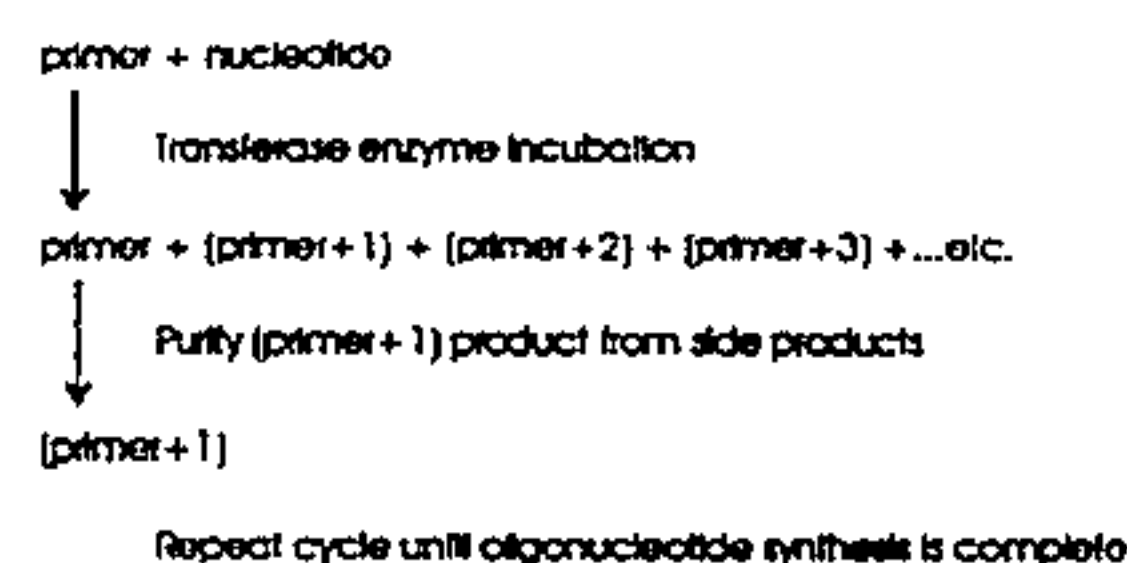 primer + nucleotide
Transferase enzyme incubation
primer + (primer+1) + (primer+2) + (primer+3) +...etc.
Purify (primer+1) product from side products
(primer+1)
Repeat cycle until oligonucleotide synthesis is complete